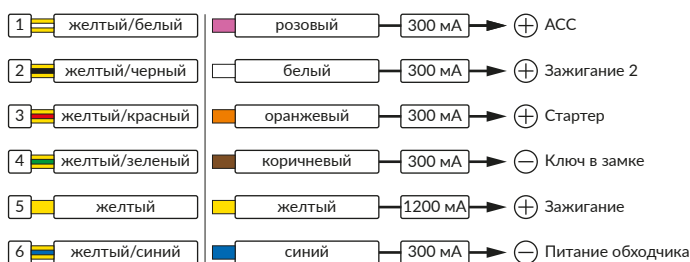 1 желтый/белый розовый 300 мА + ACC
2 желтый/черный белый 300 мА + Зажигание 2
3 желтый/красный оранжевый 300 мА + Стартер
4 желтый/зеленый коричневый 300 мА − Ключ в замке
5 желтый желтый 1200 мА + Зажигание
6 желтый/синий синий 300 мА − Питание обходчика